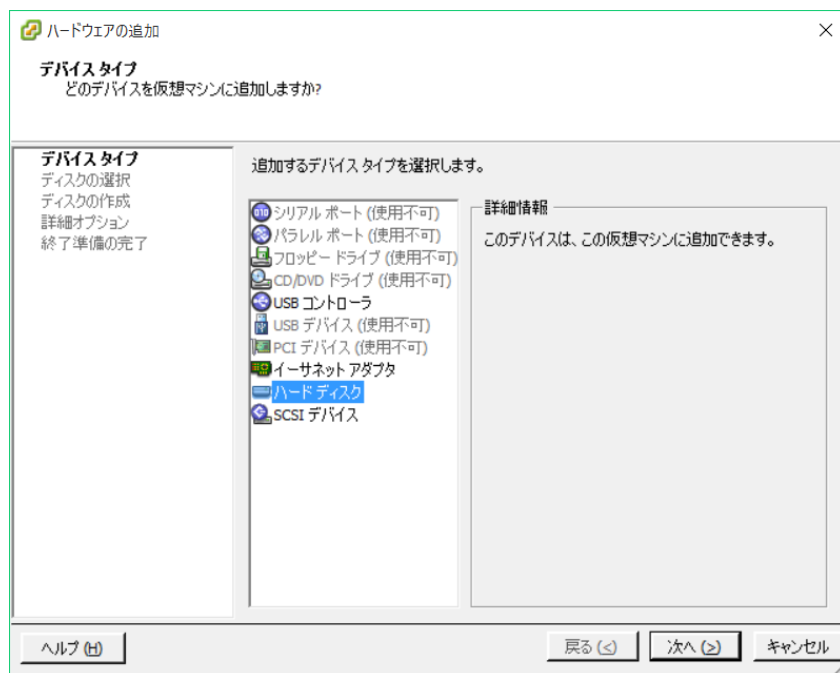 ハードウェアの追加
デバイス タイプ
どのデバイスを仮想マシンに追加しますか?
デバイス タイプ
ディスクの選択
ディスクの作成
詳細オプション
終了準備の完了
追加するデバイス タイプを選択します。
シリアル ポート (使用不可)
パラレル ポート (使用不可)
フロッピー ドライブ (使用不可)
CD/DVD ドライブ (使用不可)
USB コントローラ
USB デバイス (使用不可)
PCI デバイス (使用不可)
イーサネット アダプタ
ハード ディスク
SCSI デバイス
詳細情報
このデバイスは、この仮想マシンに追加できます。
ヘルプ (H)
戻る (<)
次へ (>)
キャンセル